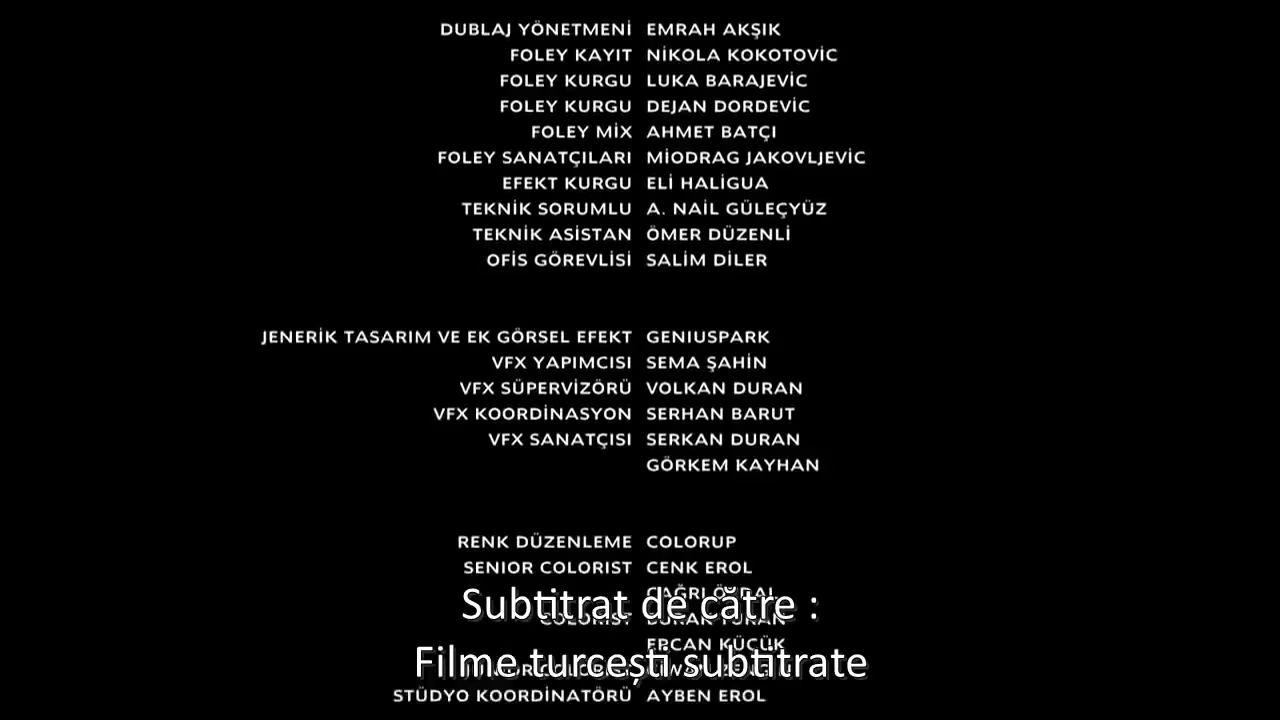 DUBLAJ YÖNETMENİ EMRAH AKŞIK
FOLEY KAYIT NİKOLA KOKOTOVİC
FOLEY KURGU LUKA BARAJEVİC
FOLEY KURGU DEJAN DORDEVİC
FOLEY MİX AHMET BATÇI
FOLEY SANATÇILARI MİODRAG JAKOVLJEVİC
EFEKT KURGU ELİ HALİGUA
TEKNİK SORUMLU A. NAİL GÜLEÇYÜZ
TEKNİK ASİSTAN ÖMER DÜZENLİ
OFİS GÖREVLİSİ SALİM DİLER
JENERİK TASARIM VE EK GÖRSEL EFEKT GENIUSPARK
VFX YAPIMCISI SEMA ŞAHİN
VFX SÜPERVİZÖRÜ VOLKAN DURAN
VFX KOORDİNASYON SERHAN BARUT
VFX SANATÇISI SERKAN DURAN
GÖRKEM KAYHAN
RENK DÜZENLEME COLORUP
SENIOR COLORIST CENK EROL
Subtitrat de către :
ERCAN KÜÇÜK
Filme turcești subtitrate
STÜDYO KOORDİNATÖRÜ AYBEN EROL